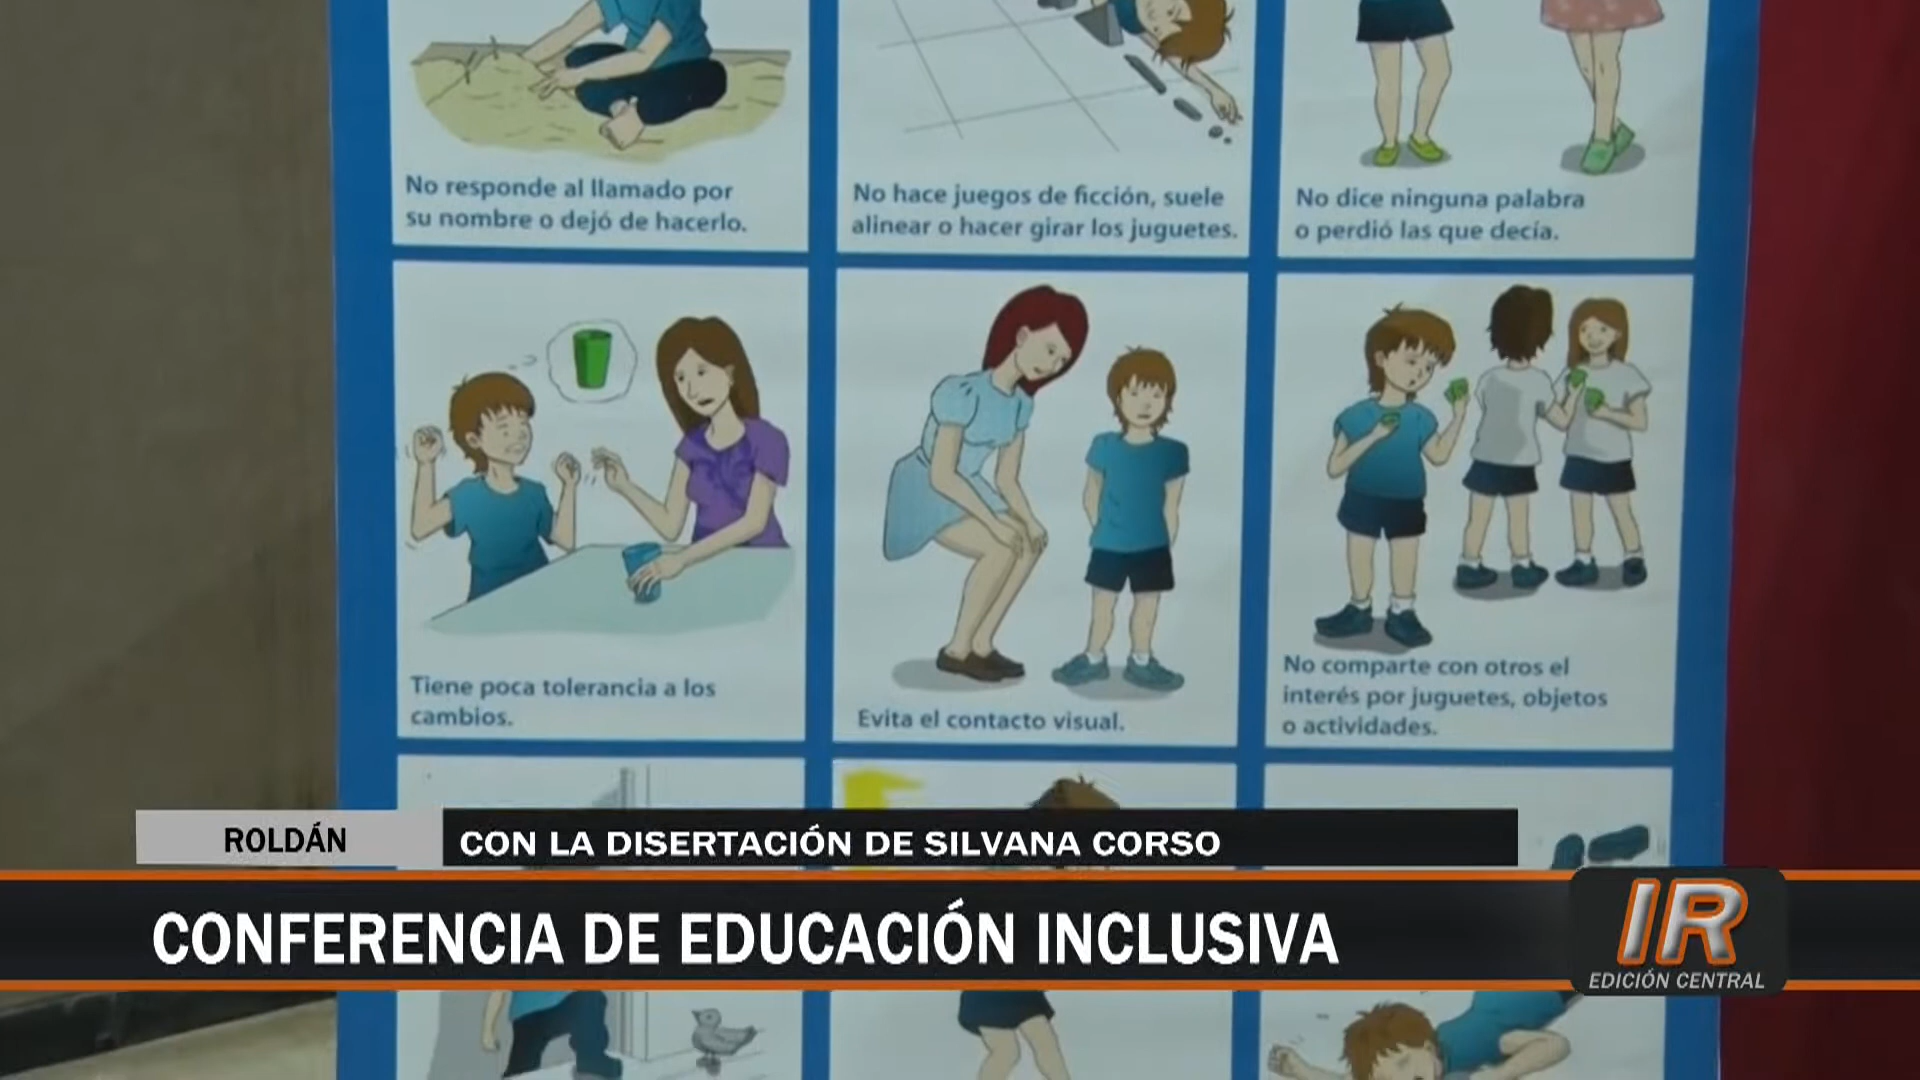 No responde al llamado por
su nombre o dejó de hacerlo.
No hace juegos de ficción, suele
alinear o hacer girar los juguetes.
No dice ninguna palabra
o perdió las que decía.
Tiene poca tolerancia a los
cambios.
Evita el contacto visual.
No comparte con otros el
interés por juguetes, objetos
o actividades.
ROLDÁN
CON LA DISERTACIÓN DE SILVANA CORSO
CONFERENCIA DE EDUCACIÓN INCLUSIVA
IR
EDICIÓN CENTRAL